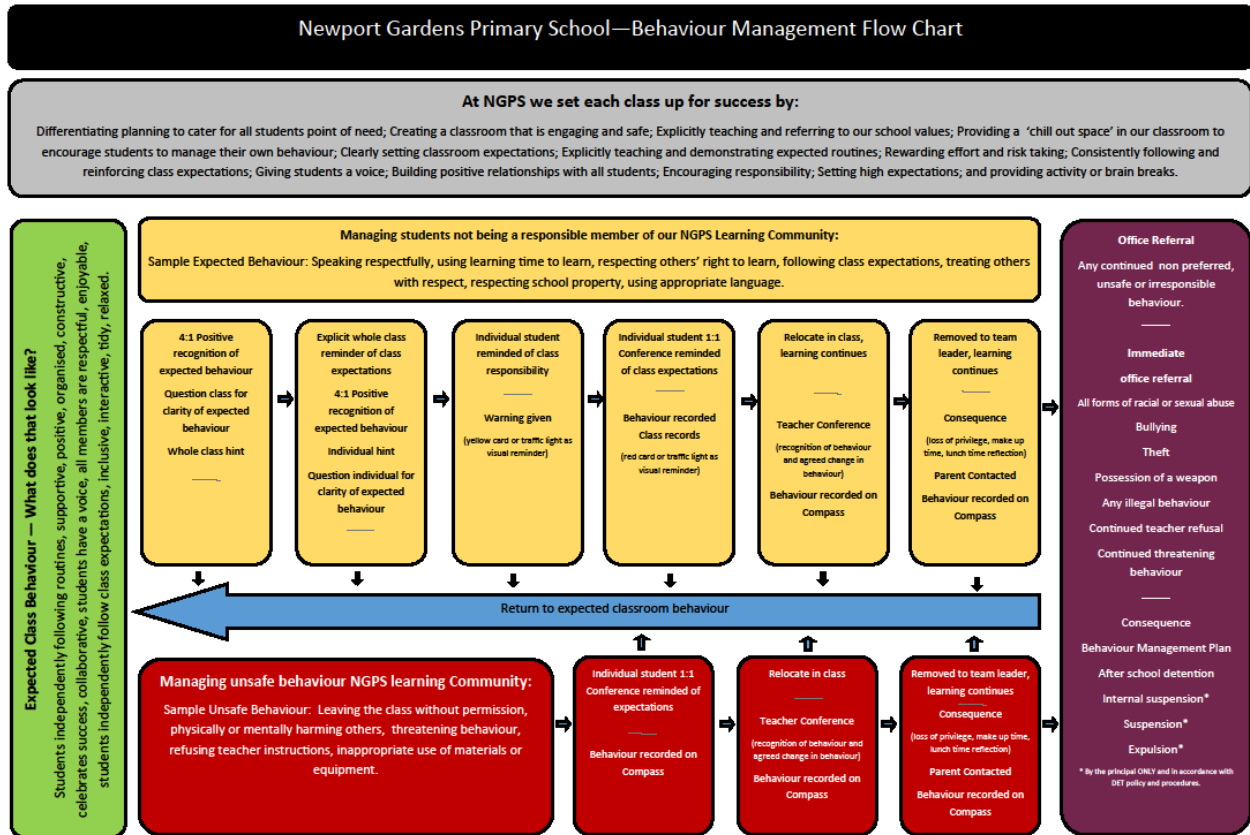 Newport Gardens Primary School—Behaviour Management Flow Chart
At NGPS we set each class up for success by:
Differentiating planning to cater for all students point of need; Creating a classroom that is engaging and safe; Explicitly teaching and referring to our school values; Providing a ‘chill out space’ in our classroom to
encourage students to manage their own behaviour; Clearly setting classroom expectations; Explicitly teaching and demonstrating expected routines; Rewarding effort and risk taking; Consistently following and
reinforcing class expectations; Giving students a voice; Building positive relationships with all students; Encouraging responsibility; Setting high expectations; and providing activity or brain breaks.
Expected Class Behaviour — What does that look like?
Students independently following routines, supportive, positive, organised, constructive,
celebrates success, collaborative, students have a voice, all members are respectful, enjoyable,
students independently follow class expectations, inclusive, interactive, tidy, relaxed.
Managing students not being a responsible member of our NGPS Learning Community:
Sample Expected Behaviour: Speaking respectfully, using learning time to learn, respecting others’ right to learn, following class expectations, treating others
with respect, respecting school property, using appropriate language.
4:1 Positive
recognition of
expected behaviour
Question class for
clarity of expected
behaviour
Whole class hint
Explicit whole class
reminder of class
expectations
4:1 Positive
recognition of
expected behaviour
Individual hint
Question individual for
clarity of expected
behaviour
Individual student
reminded of class
responsibility
Warning given
(yellow card or traffic light as
visual reminder)
Individual student 1:1
Conference reminded
of class expectations
Behaviour recorded
Class records
(red card or traffic light as
visual reminder)
Relocate in class,
learning continues
Teacher Conference
(recognition of behaviour
and agreed change in
behaviour)
Behaviour recorded on
Compass
Removed to team
leader, learning
continues
Consequence
(loss of privilege, make up
time, lunch time reflection)
Parent Contacted
Behaviour recorded on
Compass
Return to expected classroom behaviour
Managing unsafe behaviour NGPS learning Community:
Sample Unsafe Behaviour: Leaving the class without permission,
physically or mentally harming others, threatening behaviour,
refusing teacher instructions, inappropriate use of materials or
equipment.
Individual student 1:1
Conference reminded of
expectations
Behaviour recorded on
Compass
Relocate in class
Teacher Conference
(recognition of behaviour and
agreed change in behaviour)
Behaviour recorded on
Compass
Removed to team leader,
learning continues
Consequence
(loss of privilege, make up time,
lunch time reflection)
Parent Contacted
Behaviour recorded on
Compass
Office Referral
Any continued non preferred,
unsafe or irresponsible
behaviour.
Immediate
office referral
All forms of racial or sexual abuse
Bullying
Theft
Possession of a weapon
Any illegal behaviour
Continued teacher refusal
Continued threatening
behaviour
Consequence
Behaviour Management Plan
After school detention
Internal suspension*
Suspension*
Expulsion*
* By the principal ONLY and in accordance with
DET policy and procedures.